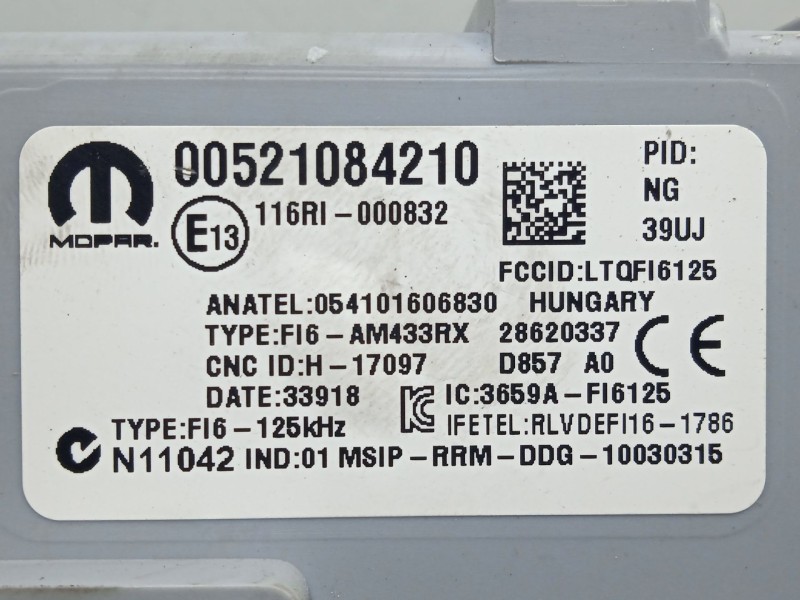 00521084210
PID:
NG
39UJ
MOPAR.
E13
116RI-000832
FCCID:LTQFI6125
ANATEL:054101606830 HUNGARY
TYPE:FI6-AM433RX 28620337
CNC ID:H-17097 D857 A0
CE
DATE:33918 IC:3659A-FI6125
TYPE:FI6-125kHz IFETEL:RLVDEFI16-1786
N11042 IND:01 MSIP-RRM-DDG-10030315